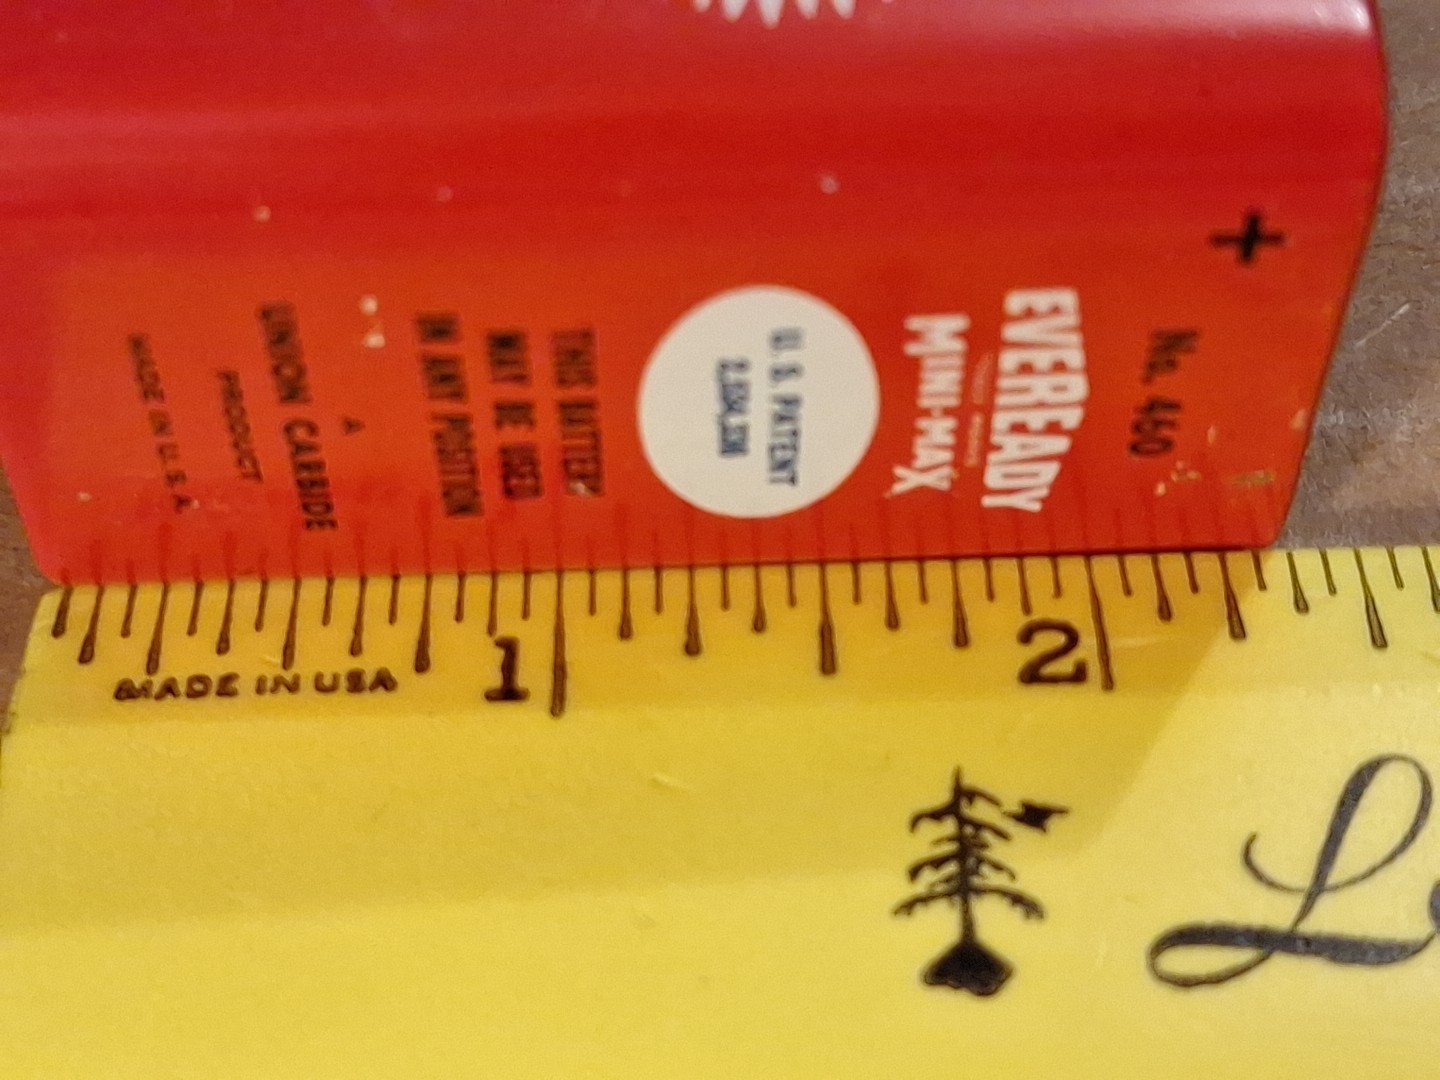 No. 460
EVEREADY
MINI-MAX
U. S. PATENT
THIS BATTERY
MAY BE USED
IN ANY POSITION
A
UNION CARBIDE
PRODUCT
MADE IN U.S.A.
1
2
MADE IN USA